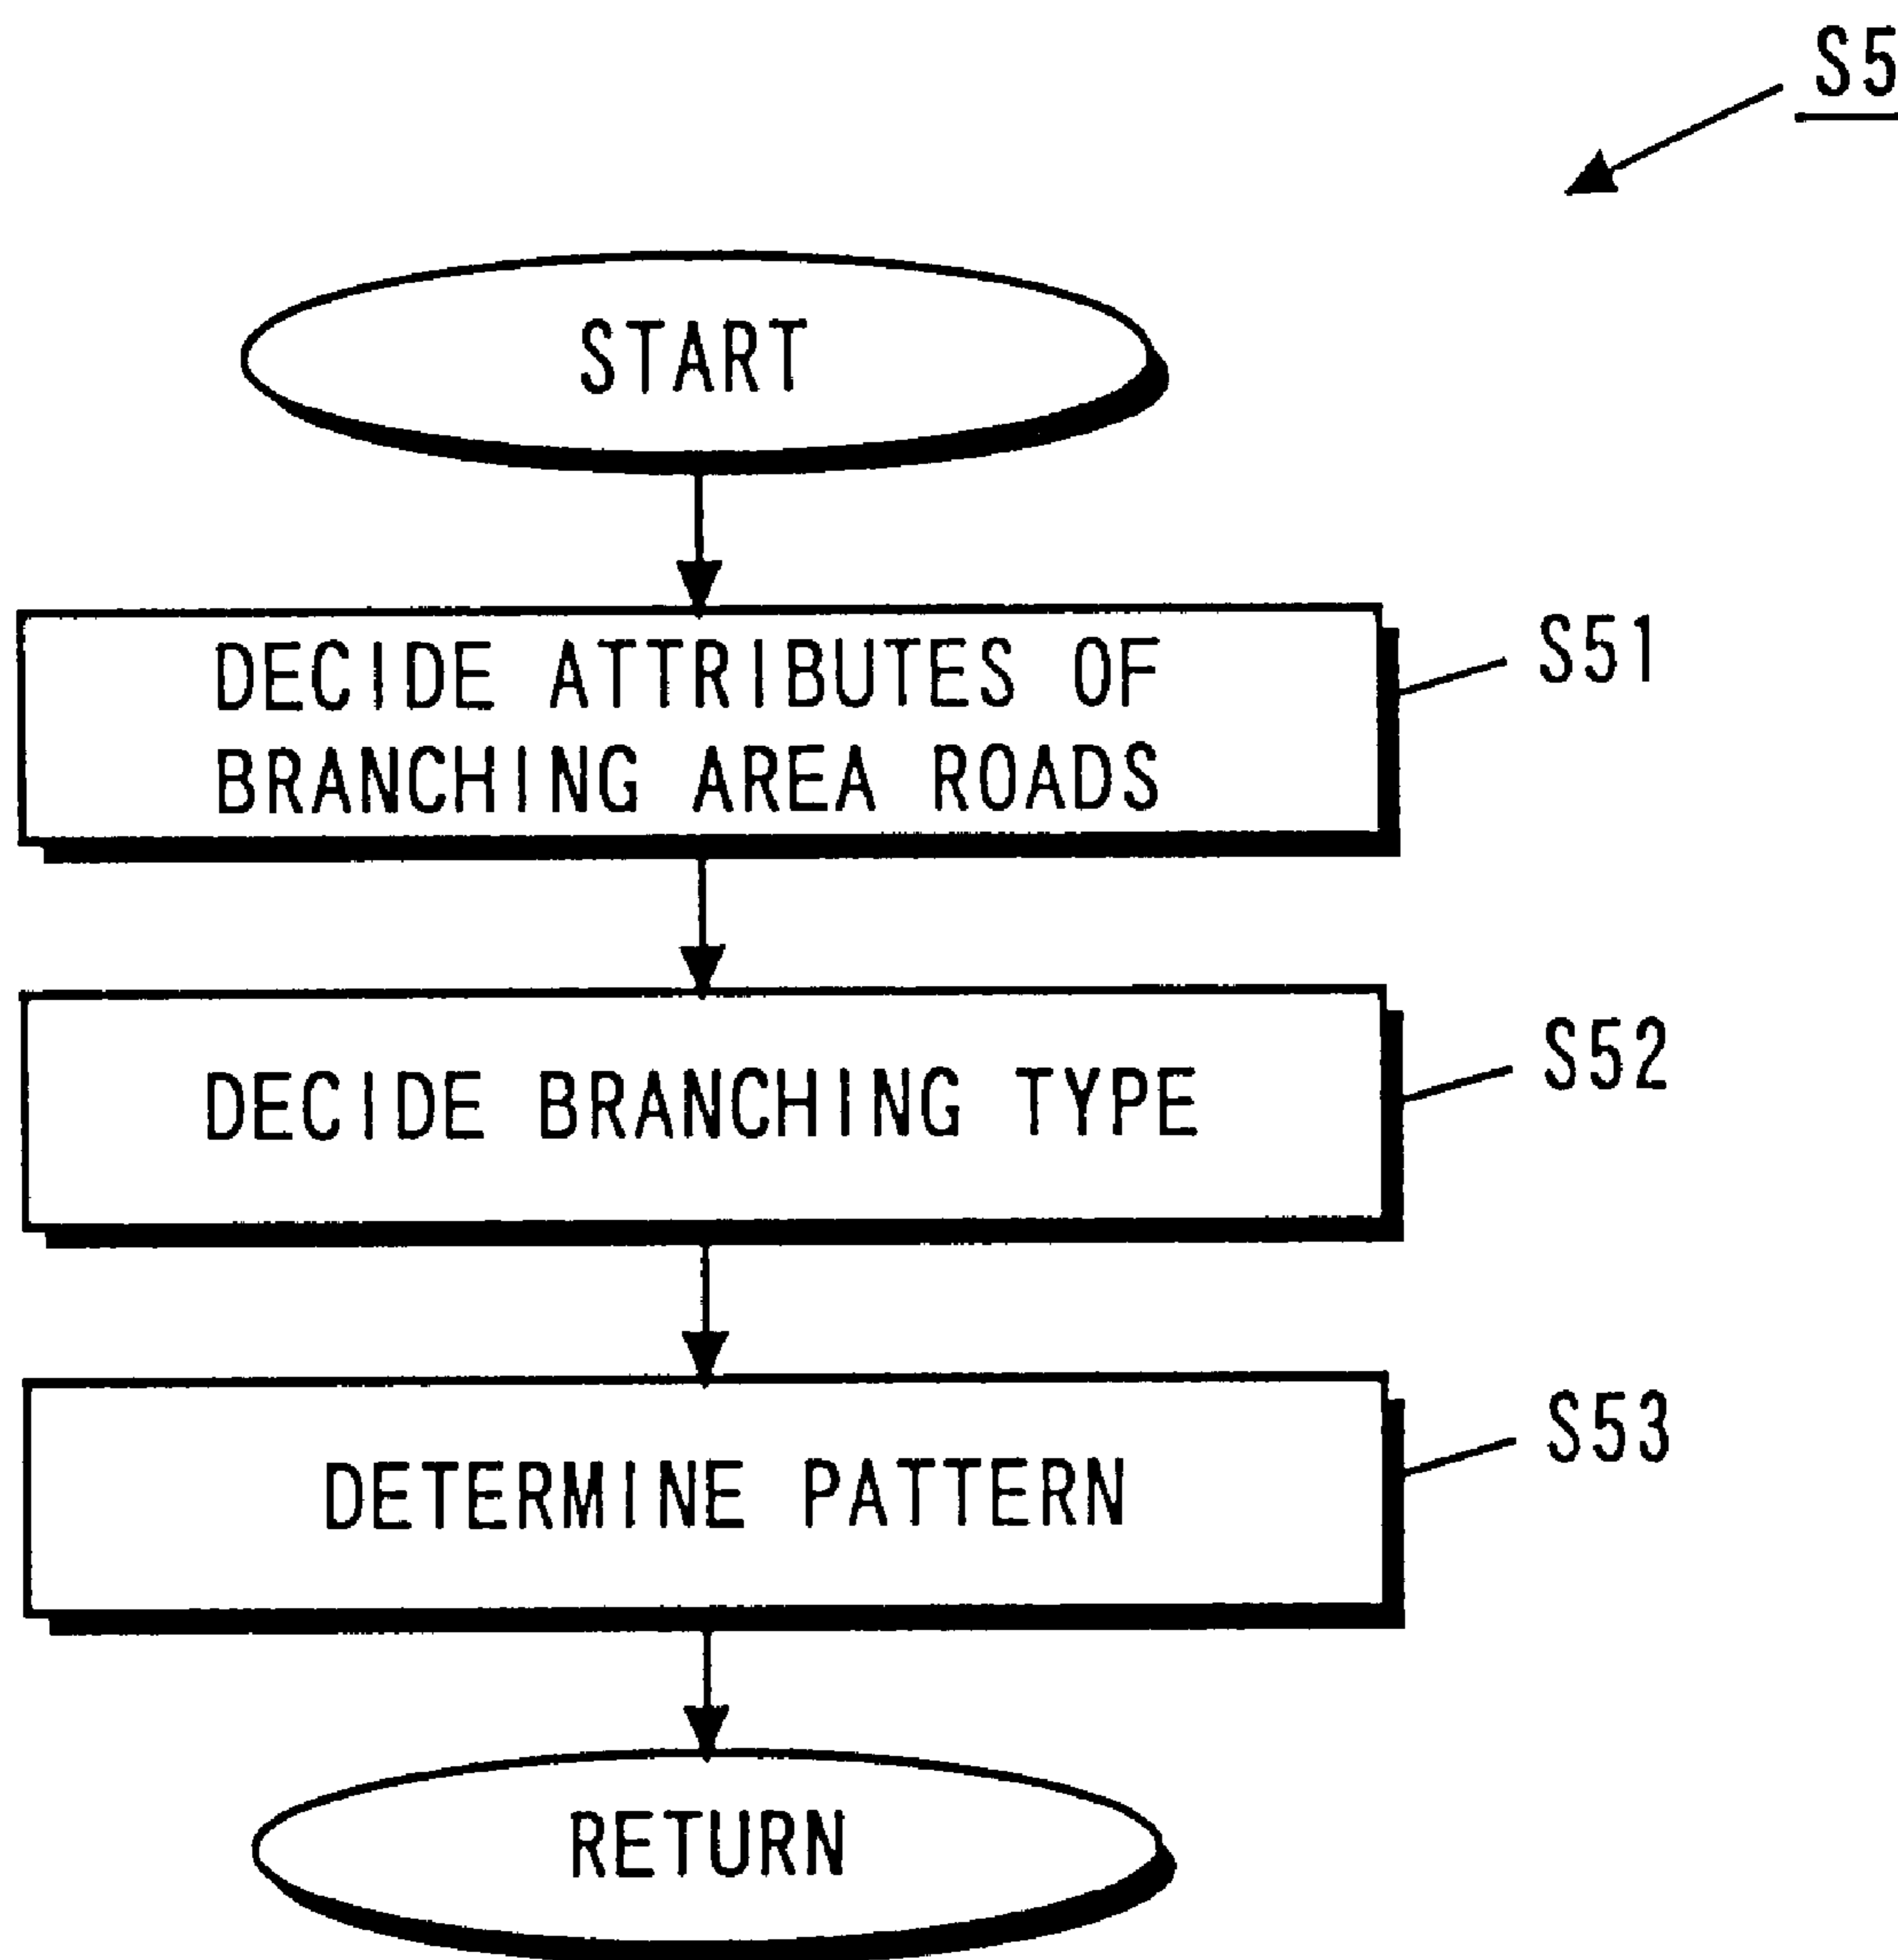 S5
START
DECIDE ATTRIBUTES OF
BRANCHING AREA ROADS
S51
DECIDE BRANCHING TYPE
S52
DETERMINE PATTERN
S53
RETURN